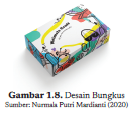 Gambar 1.8. Desain Bungkus
Sumber: Nurmala Putri Mardianti (2020)